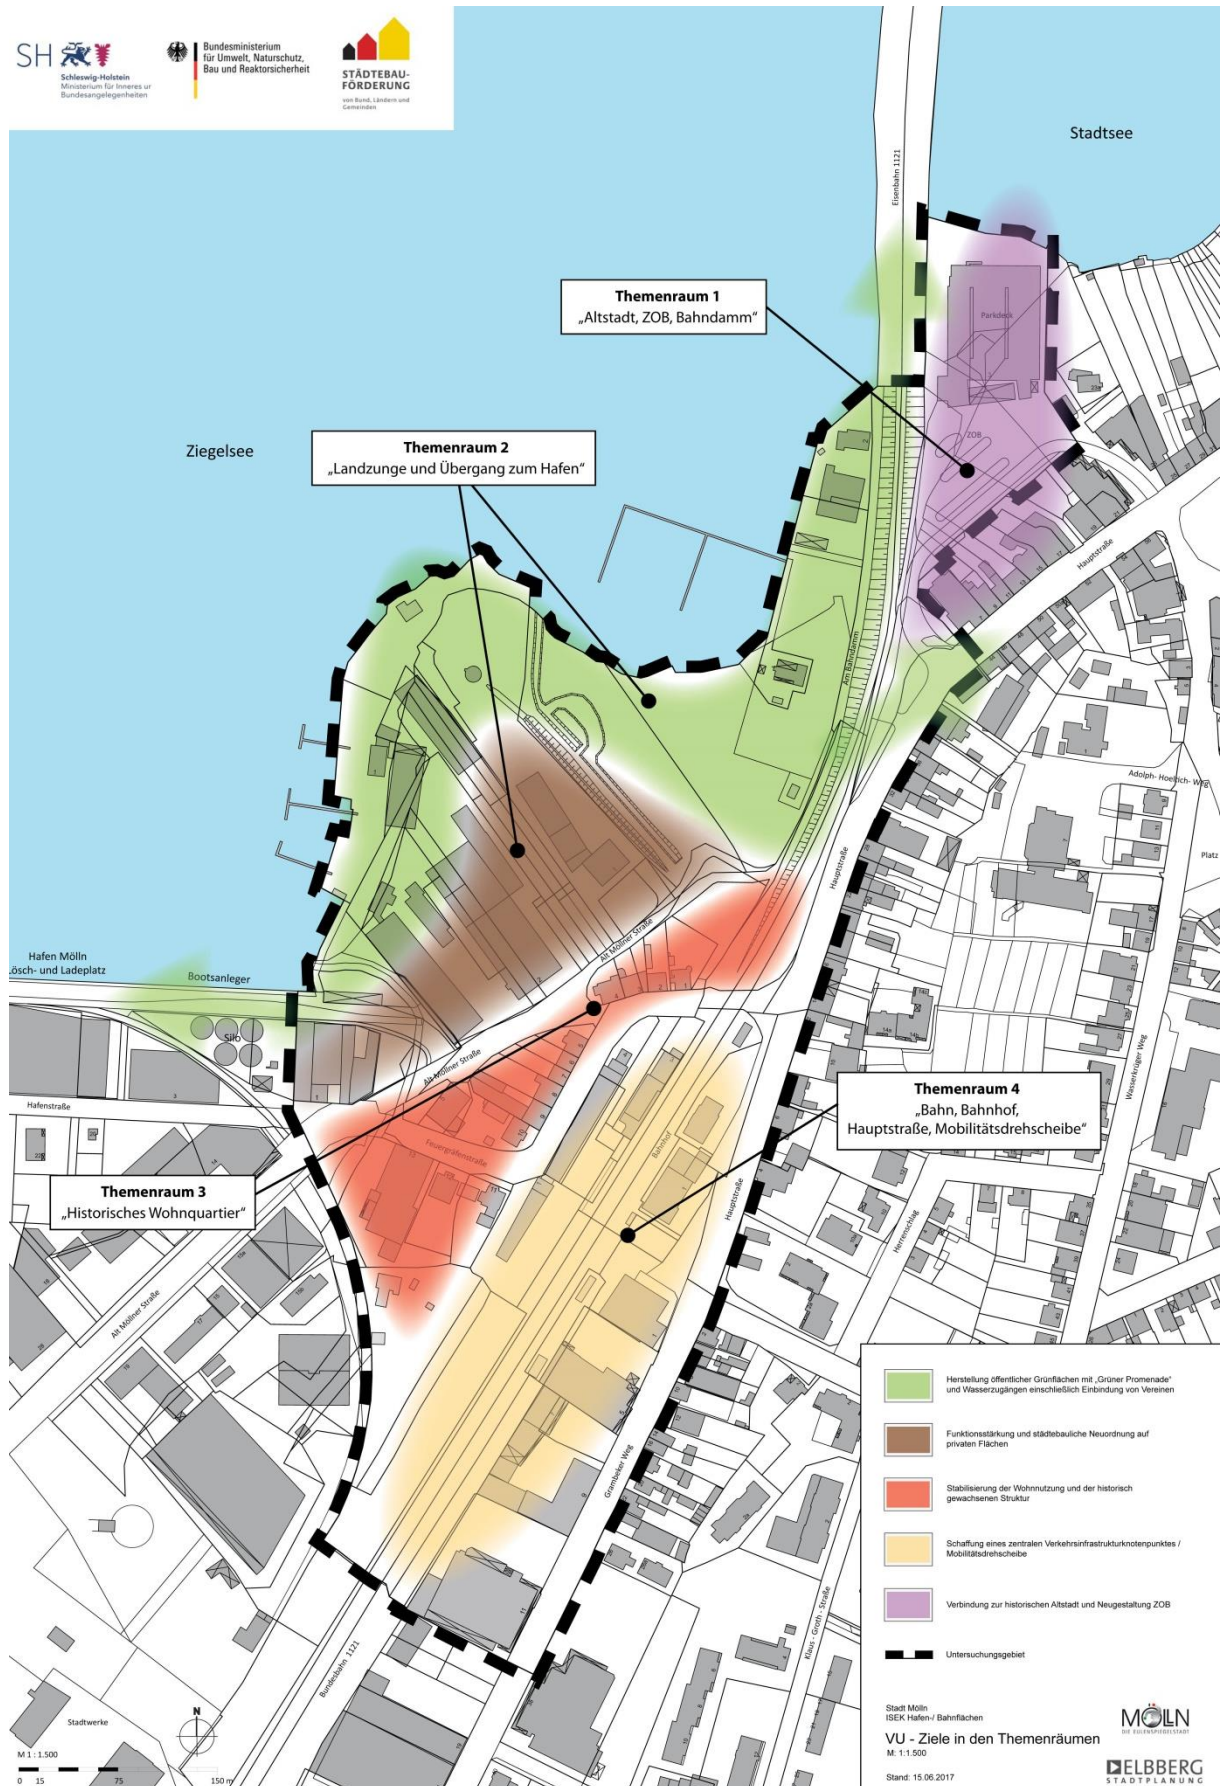 SH
Schleswig-Holstein
Ministerium für Inneres ur
Bundesangelegenheiten
Bundesministerium
für Umwelt, Naturschutz,
Bau und Reaktorsicherheit
STÄDTEBAU-
FÖRDERUNG
von Bund, Ländern und
Gemeinden
Stadtsee
Eisenbahn 1121
Themenraum 1
„Altstadt, ZOB, Bahndamm“
Parkdeck
ZOB
Ziegelsee
Themenraum 2
„Landzunge und Übergang zum Hafen“
Hauptstraße
Am Bahndamm
Adolph- Hoeltich- Weg
Platz
Hauptstraße
Alt Möllner Straße
Hafen Mölln
Lösch- und Ladeplatz
Bootsanleger
Silo
Alt Möllner Straße
Hafenstraße
Wasserkrüger Weg
Themenraum 4
„Bahn, Bahnhof,
Hauptstraße, Mobilitätsdrehscheibe“
Feuergrafenstraße
Bahnhof
Themenraum 3
„Historisches Wohnquartier“
Hauptstraße
Herrenschlag
Alt Möllner Straße
Grambeker Weg
Klaus - Groth - Straße
Bundesbahn 1121
Stadtwerke
N
M 1 : 1.500
0 15 75 150 m
Herstellung öffentlicher Grünflächen mit „Grüner Promenade“
und Wasserzugängen einschließlich Einbindung von Vereinen
Funktionsstärkung und städtebauliche Neuordnung auf
privaten Flächen
Stabilisierung der Wohnnutzung und der historisch
gewachsenen Struktur
Schaffung eines zentralen Verkehrsinfrastrukturknotenpunktes /
Mobilitätsdrehscheibe
Verbindung zur historischen Altstadt und Neugestaltung ZOB
Untersuchungsgebiet
Stadt Mölln
ISEK Hafen-/ Bahnflächen
VU - Ziele in den Themenräumen
M: 1:1.500
Stand: 15.06.2017
MÖLLN
DIE EULENSPIEGELSTADT
ELBBERG
STADTPLANUNG